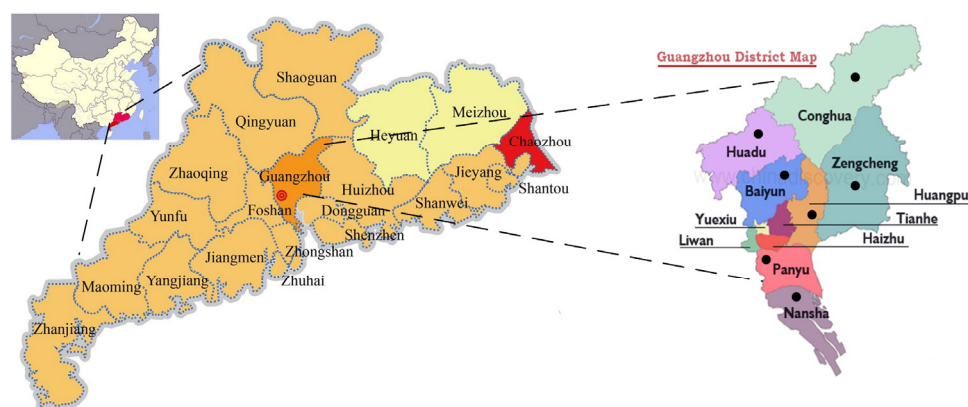 Guangzhou District Map
Shaoguan
Qingyuan
Meizhou
Heyuan
Chaozhou
Zhaoqing
Guangzhou
Huizhou
Jieyang
Shantou
Yunfu
Foshan
Dongguan
Shanwei
Shenzhen
Jiangmen
Zhongshan
Zhuhai
Maoming
Yangjiang
Zhanjiang
Conghua
Huadu
Zengcheng
Baiyun
Huangpu
Yuexiu
Tianhe
Liwan
Haizhu
Panyu
Nansha